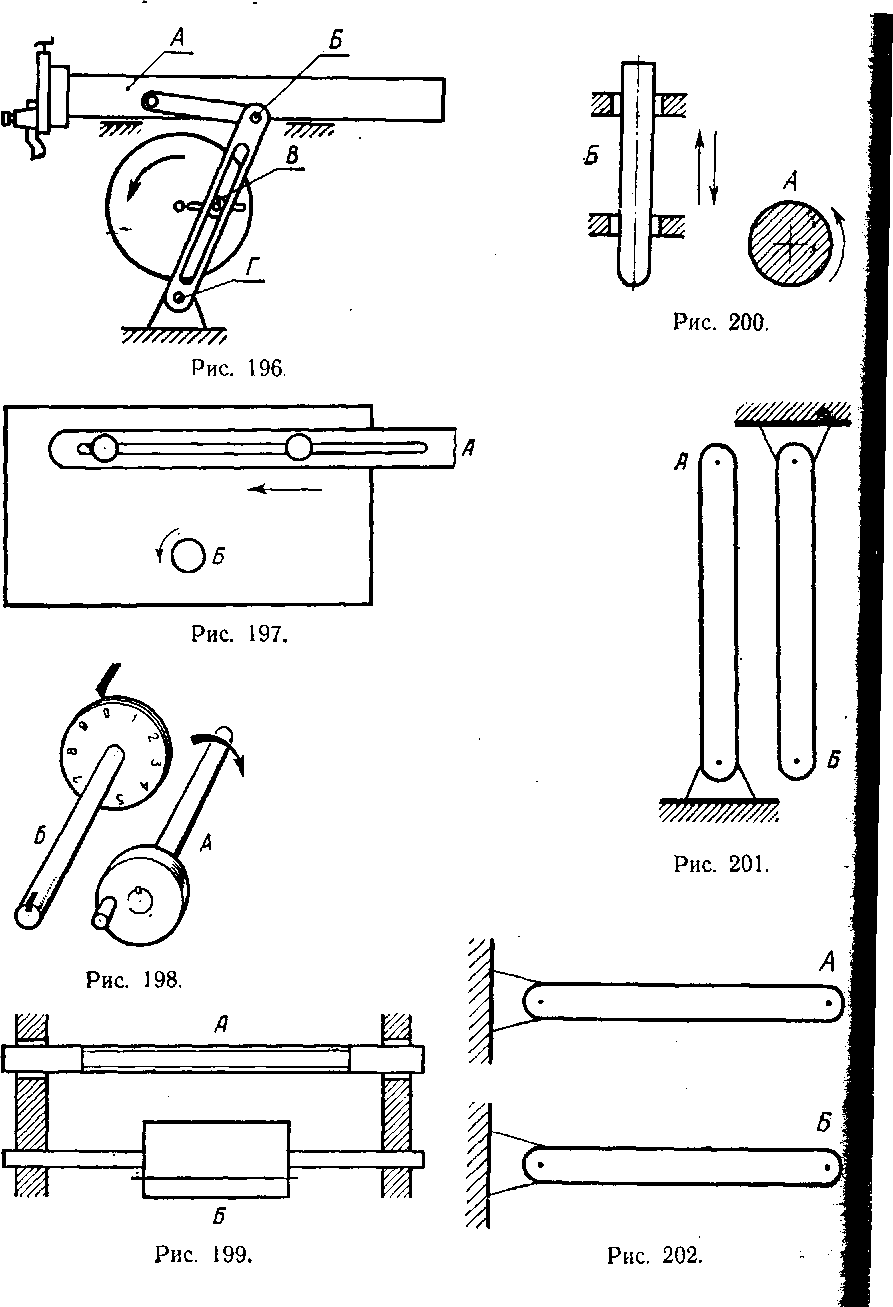 А
Б
В
Г
Рис. 196.
Б
А
Рис. 200.
А
Б
Рис. 197.
А
Б
Рис. 201.
1
2
3
4
5
8
9
0
Б
А
Рис. 198.
А
Б
Рис. 199.
А
Б
Рис. 202.